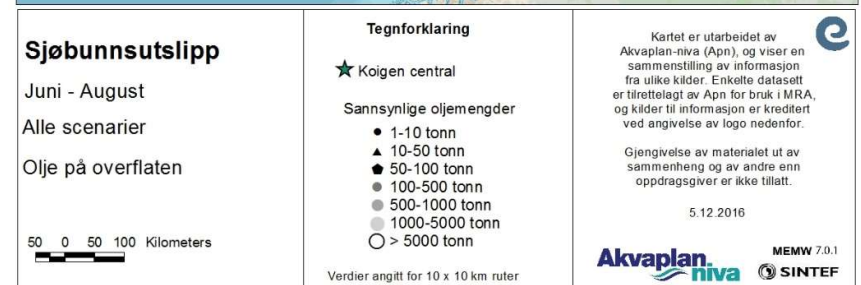 Sjøbunnsutslipp
Juni - August
Alle scenarier
Olje på overflaten
50 0 50 100 Kilometers
Tegnforklaring
Koigen central
Sannsynlige oljemengder
1-10 tonn
10-50 tonn
50-100 tonn
100-500 tonn
500-1000 tonn
1000-5000 tonn
> 5000 tonn
Verdier angitt for 10 x 10 km ruter
Kartet er utarbeidet av
Akvaplan-niva (Apn), og viser en
sammenstilling av informasjon
fra ulike kilder. Enkelte datasett
er tilrettelagt av Apn for bruk i MRA,
og kilder til informasjon er kreditert
ved angivelse av logo nedenfor.
Gjengivelse av materialet ut av
sammenheng og av andre enn
oppdragsgiver er ikke tillatt.
5.12.2016
Akvaplan
niva
MEMW 7.0.1
SINTEF